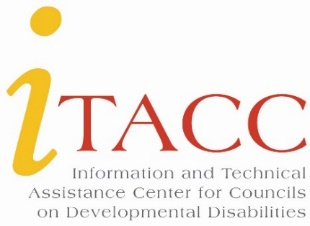 iTACC
Information and Technical
Assistance Center for Councils
on Developmental Disabilities